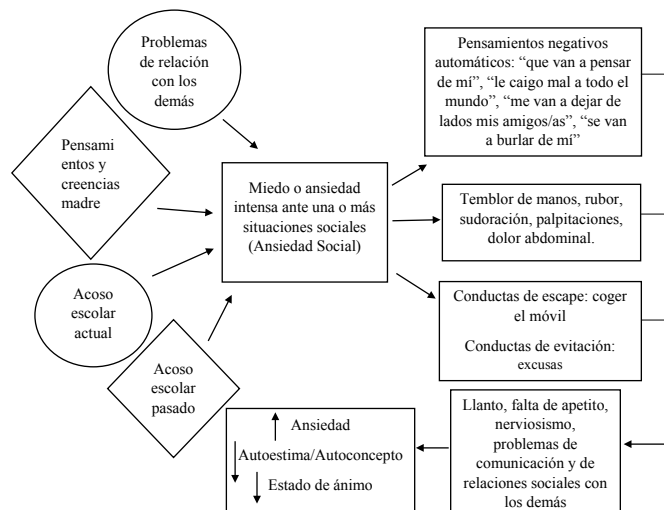 Problemas
de relación
con los
demás
Pensami
entos y
creencias
madre
Acoso
escolar
actual
Acoso
escolar
pasado
Miedo o ansiedad
intensa ante una o más
situaciones sociales
(Ansiedad Social)
Pensamientos negativos
automáticos: “que van a pensar
de mí”, “le caigo mal a todo el
mundo”, “me van a dejar de
lados mis amigos/as”, “se van
a burlar de mí”
Temblor de manos, rubor,
sudoración, palpitaciones,
dolor abdominal.
Conductas de escape: coger
el móvil
Conductas de evitación:
excusas
Llanto, falta de apetito,
nerviosismo,
problemas de
comunicación y de
relaciones sociales con
los demás
Ansiedad
Autoestima/Autoconcepto
Estado de ánimo